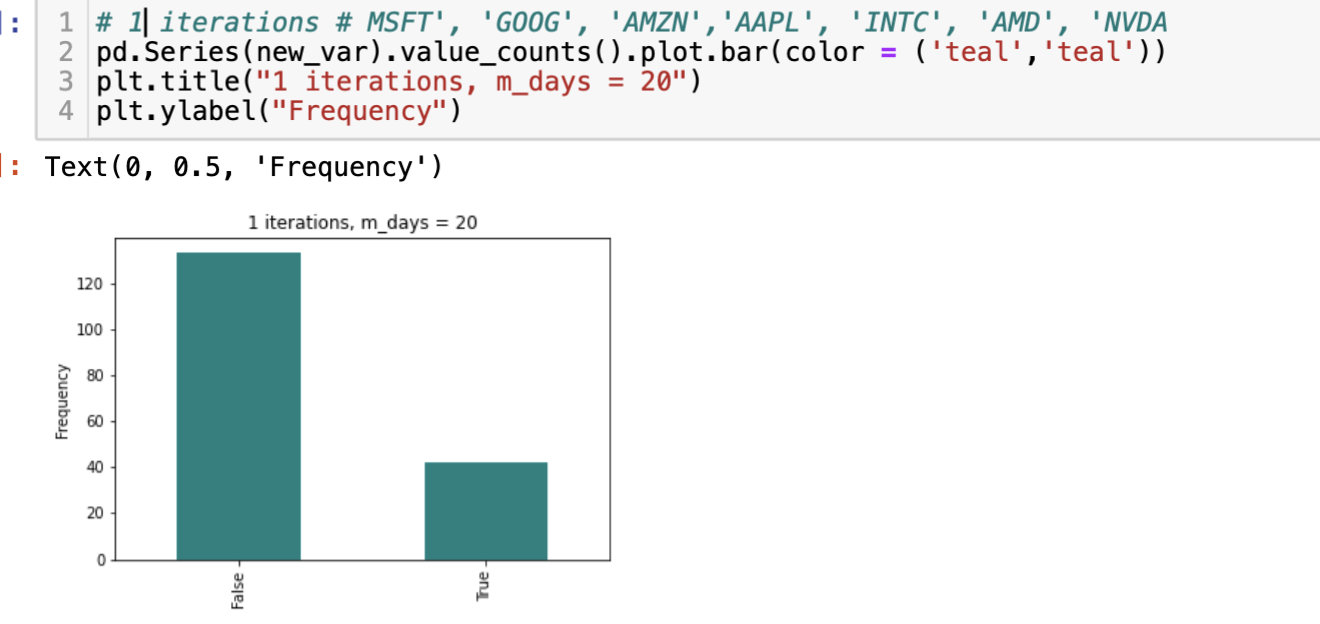 ]:
1 # 1 iterations # MSFT', 'GOOG', 'AMZN','AAPL', 'INTC', 'AMD', 'NVDA
2 pd.Series(new_var).value_counts().plot.bar(color = ('teal','teal'))
3 plt.title("1 iterations, m_days = 20")
4 plt.ylabel("Frequency")
]: Text(0, 0.5, 'Frequency')
1 iterations, m_days = 20
120
100
80
60
40
20
0
Frequency
False
True